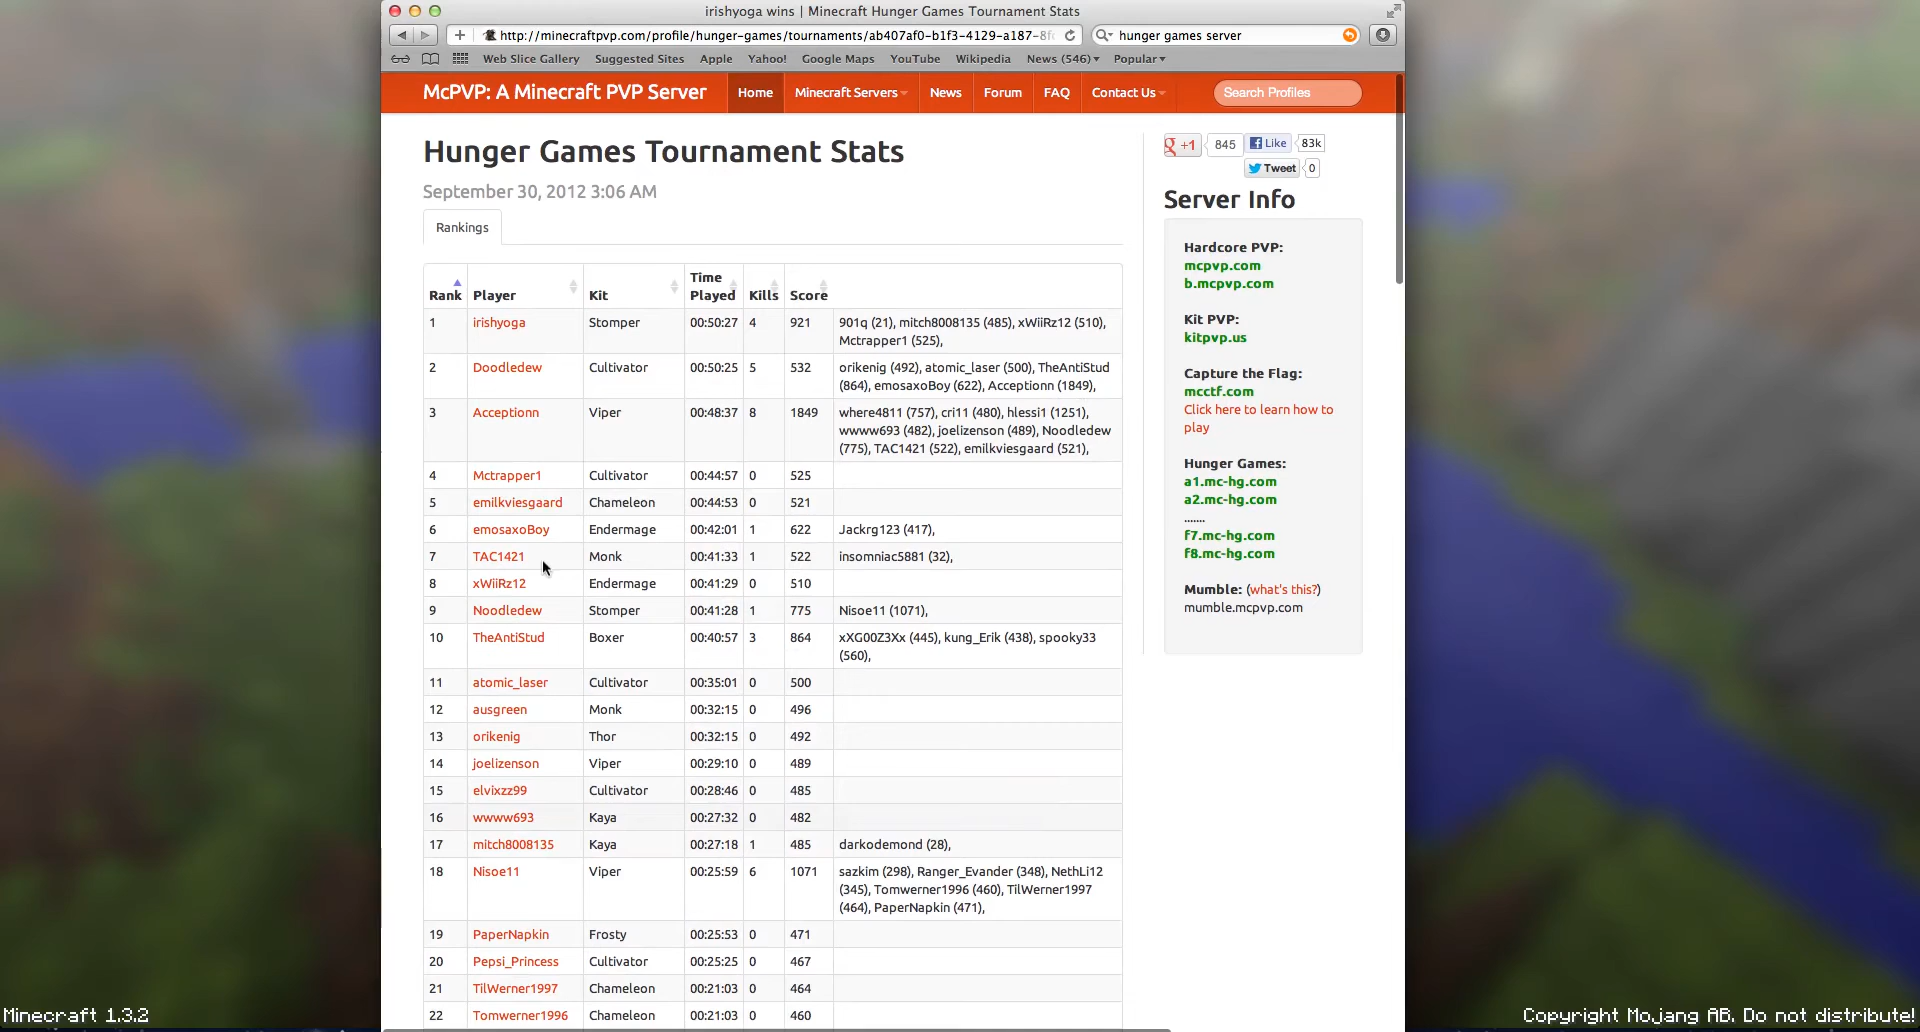 irishyoga wins | Minecraft Hunger Games Tournament Stats
http://minecraftpvp.com/profile/hunger-games/tournaments/ab407af0-b1f3-4129-a187-8f
hunger games server
Web Slice Gallery Suggested Sites Apple Yahoo! Google Maps YouTube Wikipedia News (546) Popular
McPVP: A Minecraft PVP Server Home Minecraft Servers News Forum FAQ Contact Us Search Profiles
Hunger Games Tournament Stats
September 30, 2012 3:06 AM
Rankings
Rank Player Kit Time Played Kills Score
1 irishyoga Stomper 00:50:27 4 921 901q (21), mitch8008135 (485), xWiiRz12 (510),
Mctrapper1 (525),
2 Doodledew Cultivator 00:50:25 5 532 orikenig (492), atomic_laser (500), TheAntiStud
(864), emosaxoBoy (622), Acceptionn (1849),
3 Acceptionn Viper 00:48:37 8 1849 where4811 (757), cri11 (480), hlessi1 (1251),
wwww693 (482), joelizenson (489), Noodledew
(775), TAC1421 (522), emilkviesgaard (521),
4 Mctrapper1 Cultivator 00:44:57 0 525
5 emilkviesgaard Chameleon 00:44:53 0 521
6 emosaxoBoy Endermage 00:42:01 1 622 Jackrg123 (417),
7 TAC1421 Monk 00:41:33 1 522 insomniac5881 (32),
8 xWiiRz12 Endermage 00:41:29 0 510
9 Noodledew Stomper 00:41:28 1 775 Nisoe11 (1071),
10 TheAntiStud Boxer 00:40:57 3 864 xXG00Z3Xx (445), kung_Erik (438), spooky33
(560),
11 atomic_laser Cultivator 00:35:01 0 500
12 ausgreen Monk 00:32:15 0 496
13 orikenig Thor 00:32:15 0 492
14 joelizenson Viper 00:29:10 0 489
15 elvixzz99 Cultivator 00:28:46 0 485
16 wwww693 Kaya 00:27:32 0 482
17 mitch8008135 Kaya 00:27:18 1 485 darkodemond (28),
18 Nisoe11 Viper 00:25:59 6 1071 sazkim (298), Ranger_Evander (348), NethLi12
(345), Tomwerner1996 (460), TilWerner1997
(464), PaperNapkin (471),
19 PaperNapkin Frosty 00:25:53 0 471
20 Pepsi_Princess Cultivator 00:25:25 0 467
21 TilWerner1997 Chameleon 00:21:03 0 464
22 Tomwerner1996 Chameleon 00:21:03 0 460
g +1 845 Like 83k
Tweet 0
Server Info
Hardcore PVP:
mcpvp.com
b.mcpvp.com
Kit PVP:
kitpvp.us
Capture the Flag:
mcctf.com
Click here to learn how to
play
Hunger Games:
a1.mc-hg.com
a2.mc-hg.com
.......
f7.mc-hg.com
f8.mc-hg.com
Mumble: (what's this?)
mumble.mcpvp.com
Minecraft 1.3.2
Copyright Mojang AB. Do not distribute!